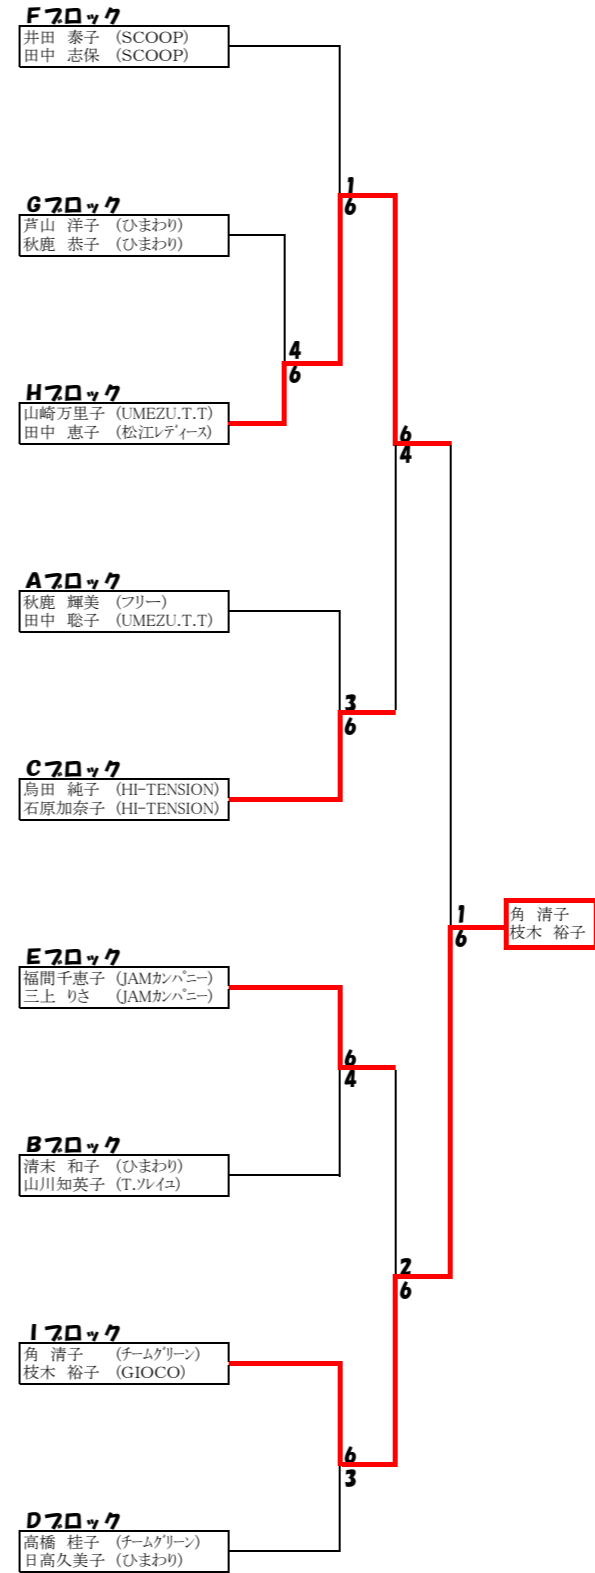 Fブロック
井田 泰子 (SCOOP)
田中 志保 (SCOOP)
1
6
Gブロック
芦山 洋子 (ひまわり)
秋鹿 恭子 (ひまわり)
4
6
Hブロック
山崎万里子 (UMEZU.T.T)
田中 恵子 (松江レディース)
6
4
Aブロック
秋鹿 輝美 (フリー)
田中 聡子 (UMEZU.T.T)
3
6
Cブロック
烏田 純子 (HI-TENSION)
石原加奈子 (HI-TENSION)
1
6
角 清子
枝木 裕子
Eブロック
福間千恵子 (JAMカンパニー)
三上 りさ (JAMカンパニー)
6
4
Bブロック
清末 和子 (ひまわり)
山川知英子 (T.ソレイユ)
2
6
Iブロック
角 清子 (チームグリーン)
枝木 裕子 (GIOCO)
6
3
Dブロック
高橋 桂子 (チームグリーン)
日高久美子 (ひまわり)